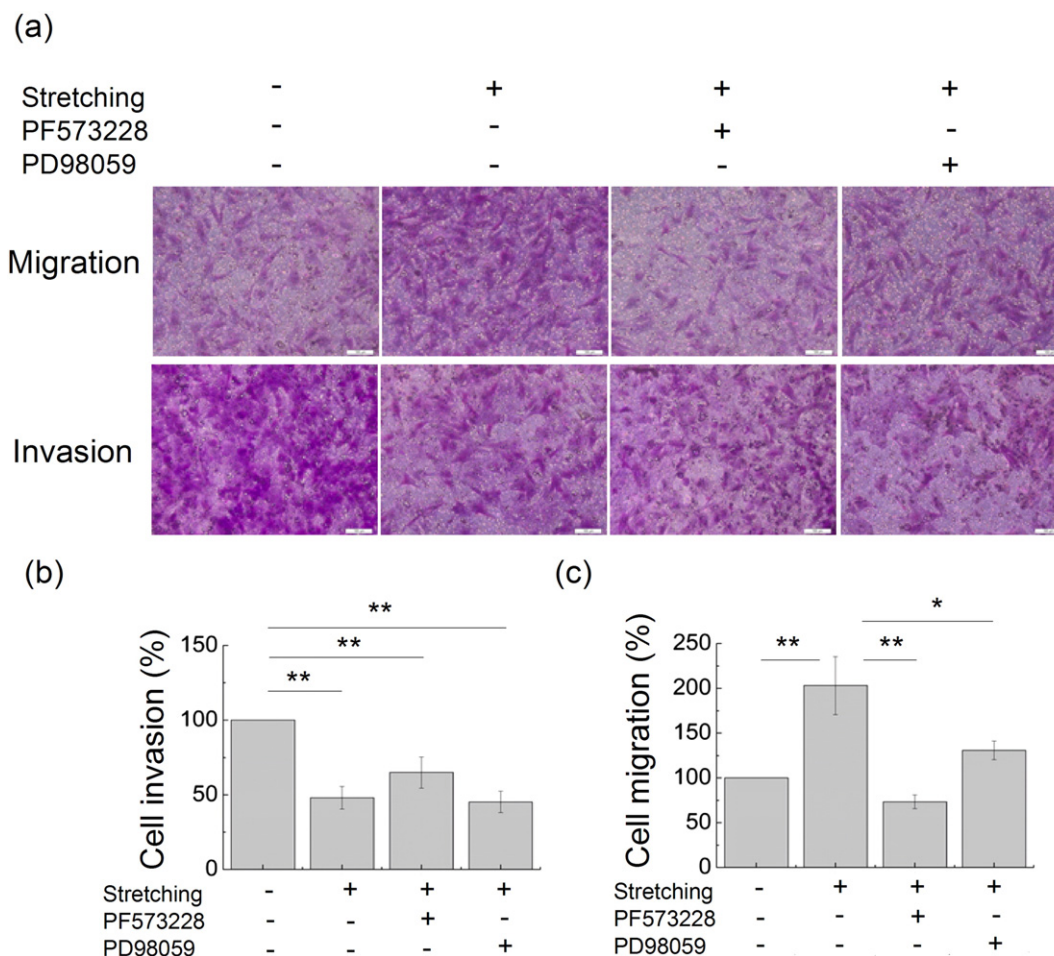 (a)
Stretching - + + +
PF573228 - - + -
PD98059 - - - +
Migration
Invasion
(b)
Cell invasion (%)
150
100
50
0
**
**
**
Stretching - + + +
PF573228 - - + -
PD98059 - - - +
(c)
Cell migration (%)
250
200
150
100
50
0
*
** **
Stretching - + + +
PF573228 - - + -
PD98059 - - - +